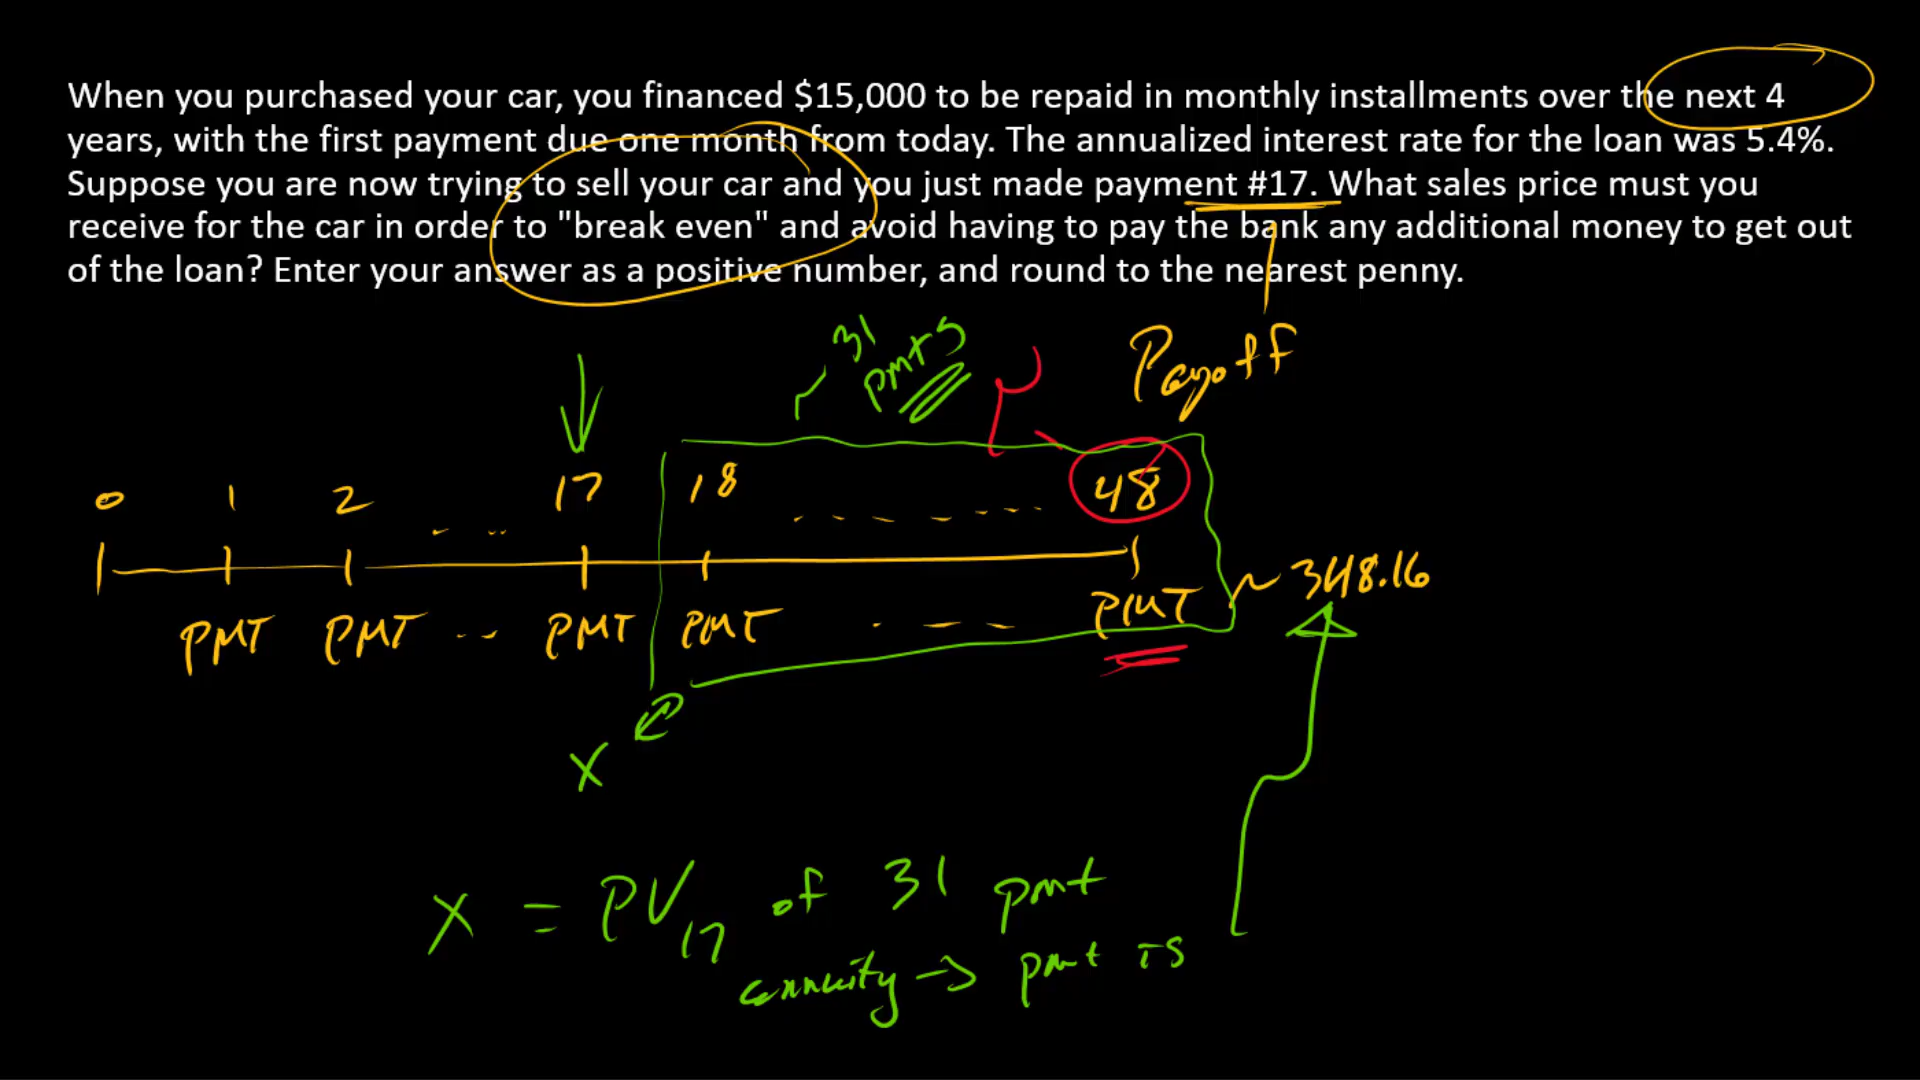 When you purchased your car, you financed $15,000 to be repaid in monthly installments over the next 4
years, with the first payment due one month from today. The annualized interest rate for the loan was 5.4%.
Suppose you are now trying to sell your car and you just made payment #17. What sales price must you
receive for the car in order to "break even" and avoid having to pay the bank any additional money to get out
of the loan? Enter your answer as a positive number, and round to the nearest penny.
31
pmts
Payoff
0 1 2 17 18 48
PMT PMT PMT PMT PMT ~ 348.16
X
X = PV17 of 31 pmt
annuity → pmt is